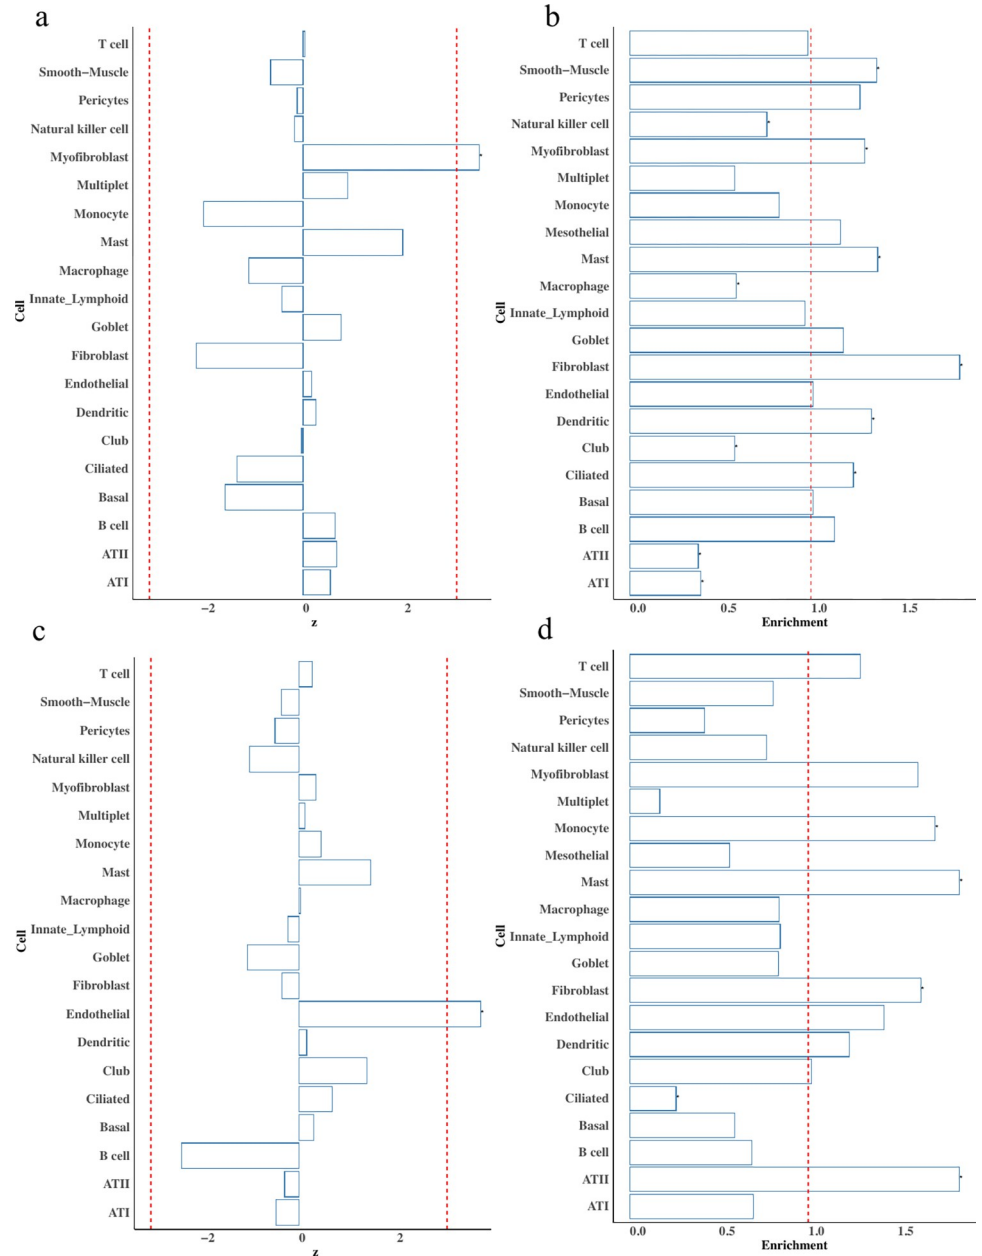 a
T cell
Smooth−Muscle
Pericytes
Natural killer cell
Myofibroblast
Multiplet
Monocyte
Mast
Macrophage
Innate_Lymphoid
Goblet
Fibroblast
Endothelial
Dendritic
Club
Ciliated
Basal
B cell
ATII
ATI
Cell
−2 0 2
z
b
T cell
Smooth−Muscle
Pericytes
Natural killer cell
Myofibroblast
Multiplet
Monocyte
Mesothelial
Mast
Macrophage
Innate_Lymphoid
Goblet
Fibroblast
Endothelial
Dendritic
Club
Ciliated
Basal
B cell
ATII
ATI
Cell
0.0 0.5 1.0 1.5
Enrichment
c
T cell
Smooth−Muscle
Pericytes
Natural killer cell
Myofibroblast
Multiplet
Monocyte
Mast
Macrophage
Innate_Lymphoid
Goblet
Fibroblast
Endothelial
Dendritic
Club
Ciliated
Basal
B cell
ATII
ATI
Cell
−2 0 2
z
d
T cell
Smooth−Muscle
Pericytes
Natural killer cell
Myofibroblast
Multiplet
Monocyte
Mesothelial
Mast
Macrophage
Innate_Lymphoid
Goblet
Fibroblast
Endothelial
Dendritic
Club
Ciliated
Basal
B cell
ATII
ATI
Cell
0.0 0.5 1.0 1.5
Enrichment